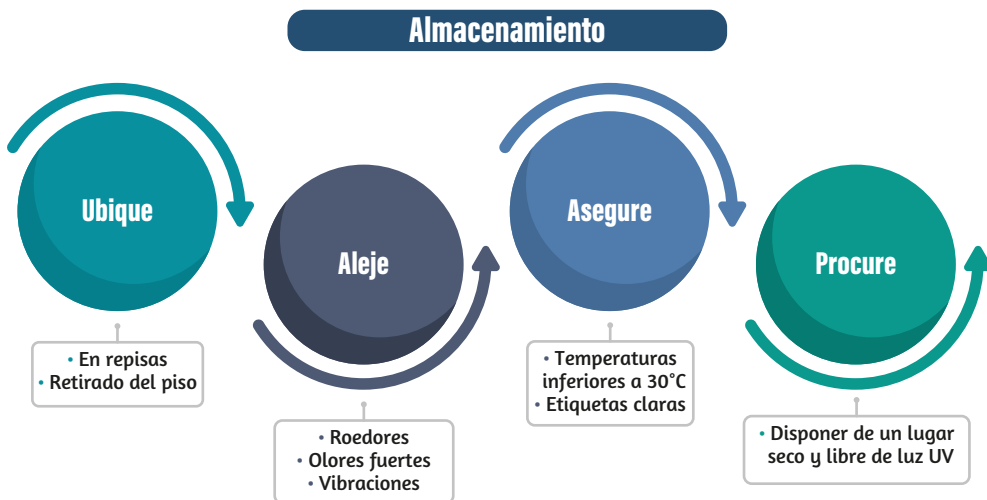 Almacenamiento
Ubique
• En repisas
• Retirado del piso
Aleje
• Roedores
• Olores fuertes
• Vibraciones
Asegure
• Temperaturas
inferiores a 30°C
• Etiquetas claras
Procure
• Disponer de un lugar
seco y libre de luz UV